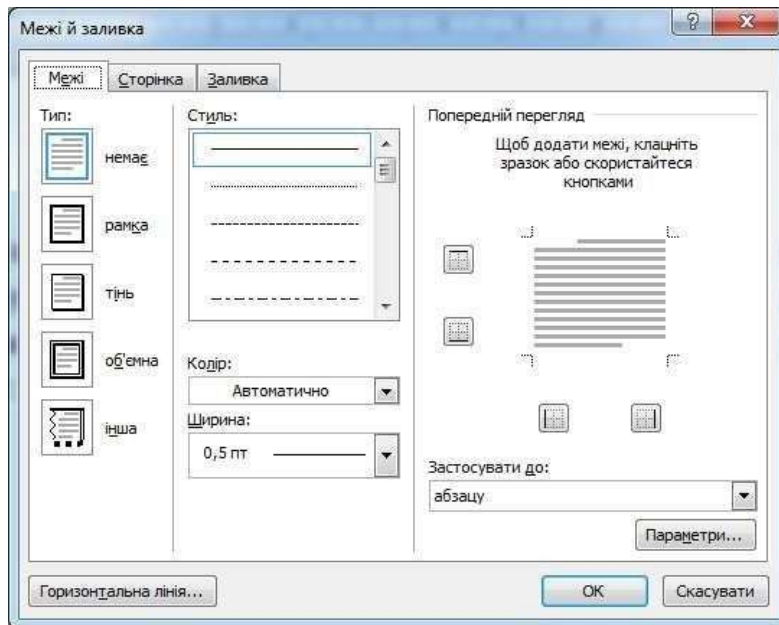 Межі й заливка
Межі Сторінка Заливка
Тип:
немає
рамка
тінь
об'ємна
інша
Стиль:
Колір:
Автоматично
Ширина:
0,5 пт
Попередній перегляд
Щоб додати межі, клацніть
зразок або скористайтеся
кнопками
Застосувати до:
абзацу
Параметри...
Горизонтальна лінія...
ОК
Скасувати